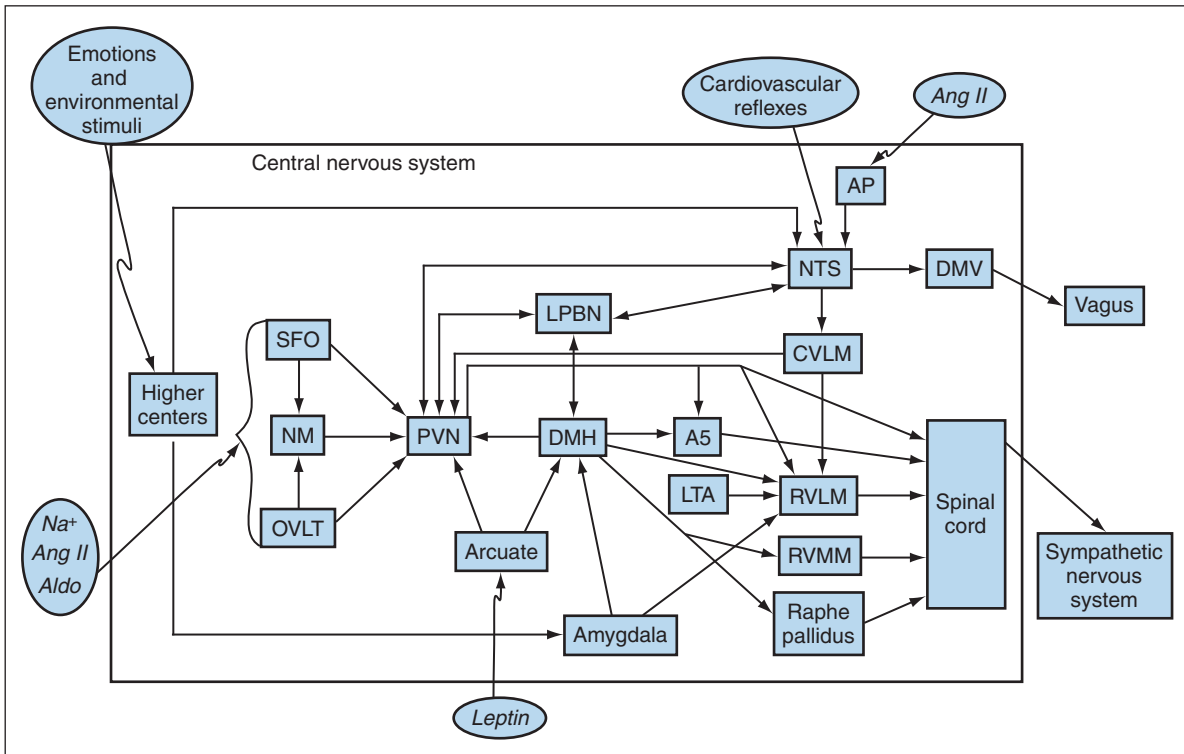 Emotions
and
environmental
stimuli
Cardiovascular
reflexes
Ang II
Central nervous system
AP
NTS
DMV
Vagus
LPBN
SFO
CVLM
Higher
centers
NM
PVN
DMH
A5
LTA
RVLM
Spinal
cord
OVLT
Na⁺
Ang II
Aldo
Arcuate
RVMM
Sympathetic
nervous
system
Raphe
pallidus
Amygdala
Leptin